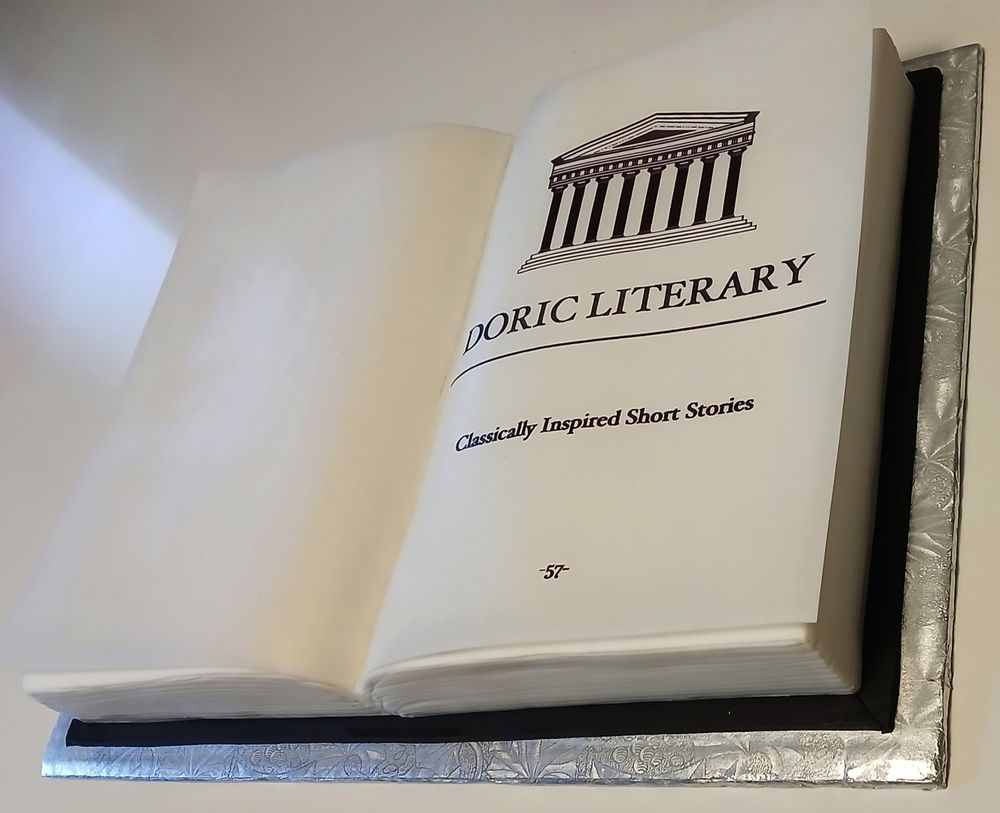 DORIC LITERARY
Classically Inspired Short Stories
-57-